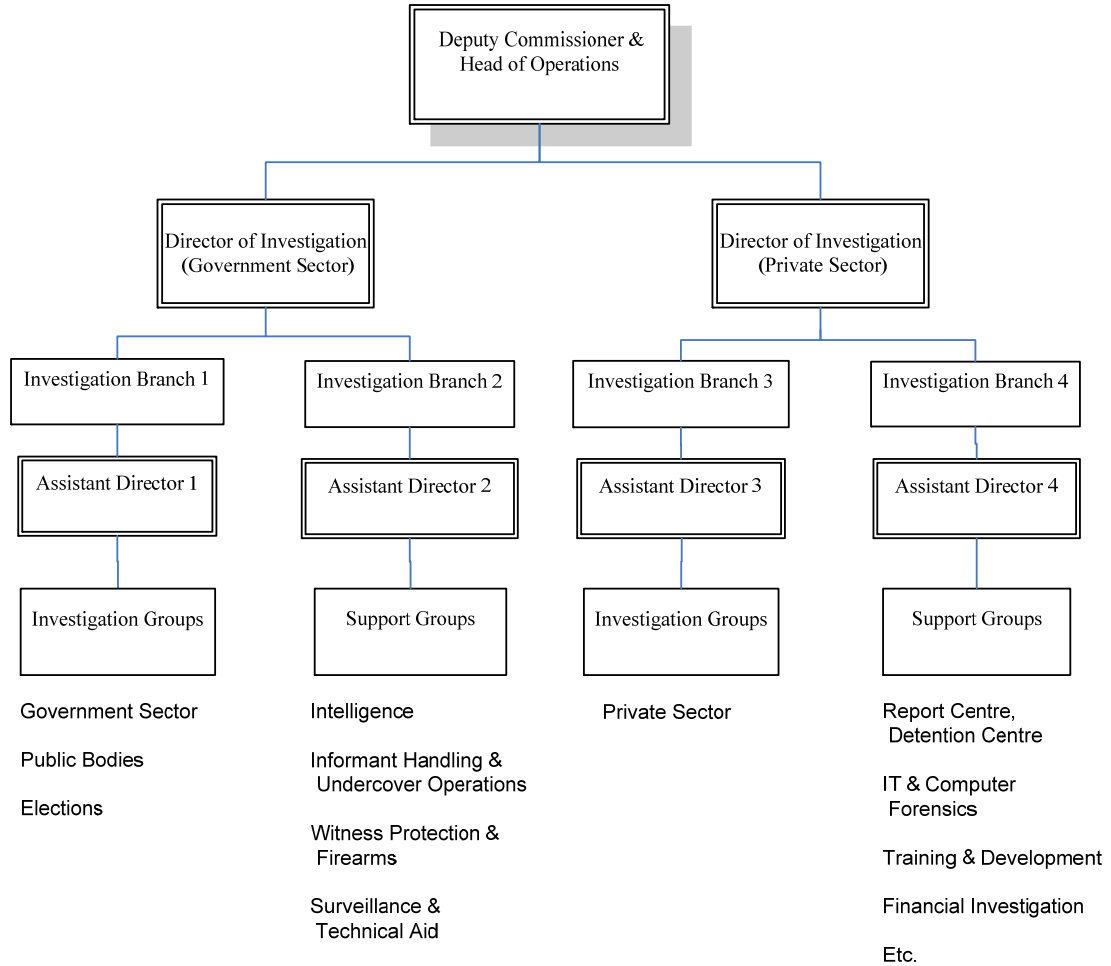 Deputy Commissioner &
Head of Operations
Director of Investigation
(Government Sector)
Director of Investigation
(Private Sector)
Investigation Branch 1
Investigation Branch 2
Investigation Branch 3
Investigation Branch 4
Assistant Director 1
Assistant Director 2
Assistant Director 3
Assistant Director 4
Investigation Groups
Support Groups
Investigation Groups
Support Groups
Government Sector
Public Bodies
Elections
Intelligence
Informant Handling &
Undercover Operations
Witness Protection &
Firearms
Surveillance &
Technical Aid
Private Sector
Report Centre,
Detention Centre
IT & Computer
Forensics
Training & Development
Financial Investigation
Etc.